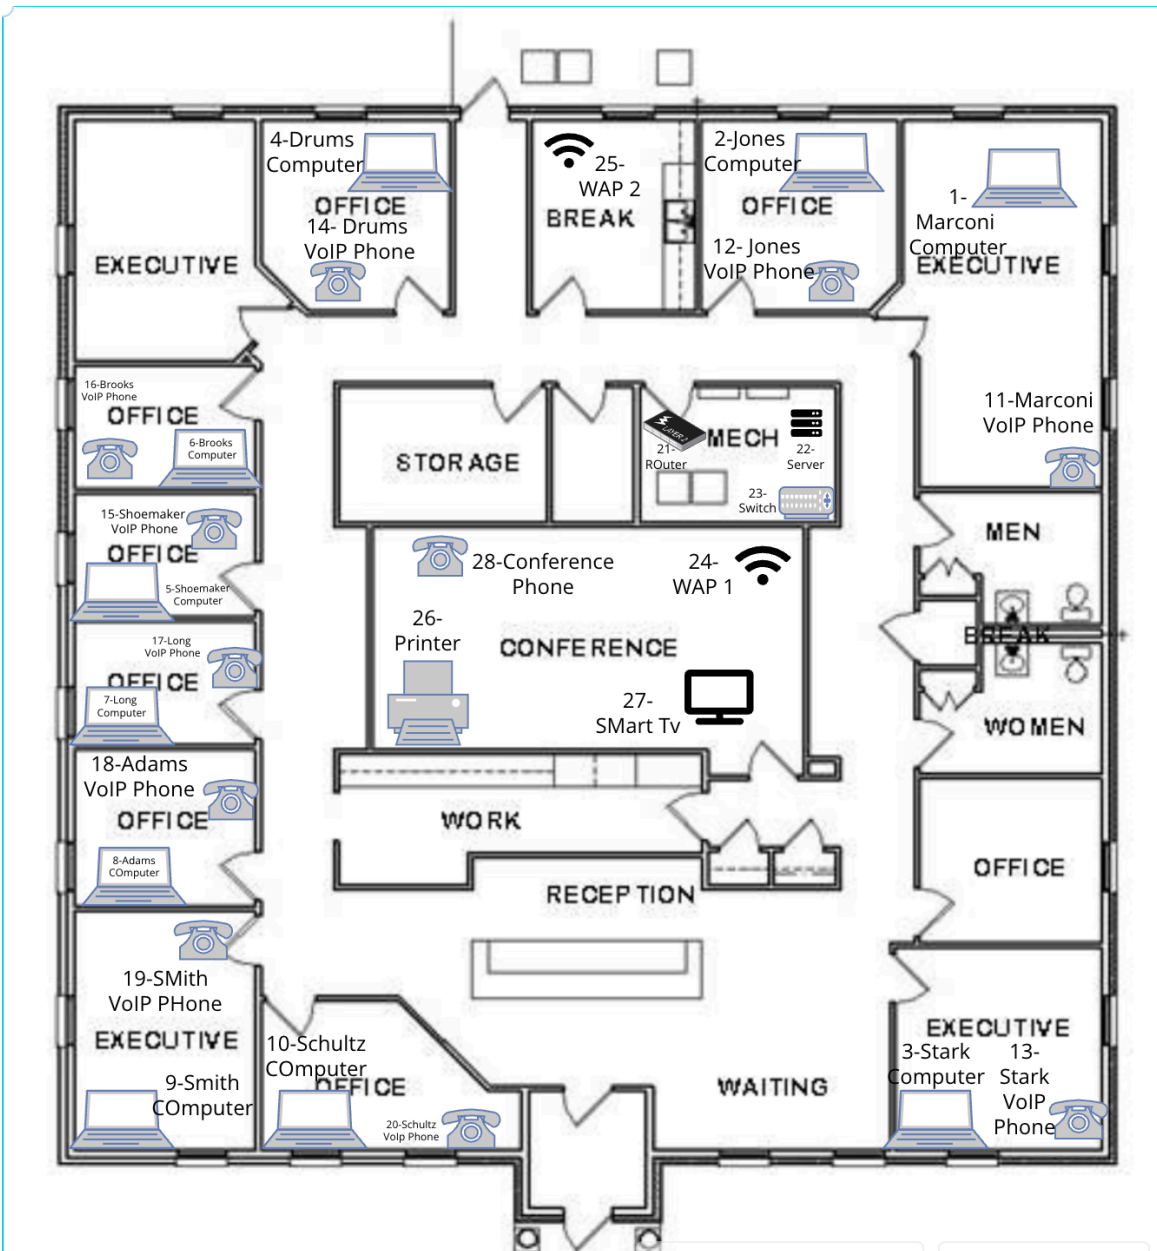 4-Drums
Computer
OFFICE
14- Drums
VoIP Phone
25-
WAP 2
BREAK
2-Jones
Computer
OFFICE
12- Jones
VoIP Phone
1-
Marconi
Computer
EXECUTIVE
EXECUTIVE
11-Marconi
VoIP Phone
16-Brooks
VoIP Phone
OFFICE
6-Brooks
Computer
STORAGE
LAYER 2
MECH
21-
ROuter
22-
Server
23-
Switch
15-Shoemaker
VoIP Phone
OFFICE
5-Shoemaker
Computer
28-Conference
Phone
24-
WAP 1
MEN
26-
Printer
CONFERENCE
BREAK
17-Long
VoIP Phone
OFFICE
7-Long
Computer
27-
SMart Tv
WOMEN
18-Adams
VoIP Phone
OFFICE
8-Adams
COmputer
WORK
RECEPTION
OFFICE
19-SMith
VoIP PHone
EXECUTIVE
9-Smith
COmputer
10-Schultz
COmputer
OFFICE
20-Schultz
VoIp Phone
WAITING
EXECUTIVE
3-Stark
Computer
13-
Stark
VoIP
Phone